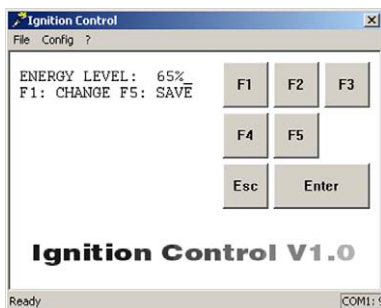 Ignition Control
File Config ?
ENERGY LEVEL: 65%_
F1: CHANGE F5: SAVE
F1 F2 F3
F4 F5
Esc Enter
Ignition Control V1.0
Ready COM1: